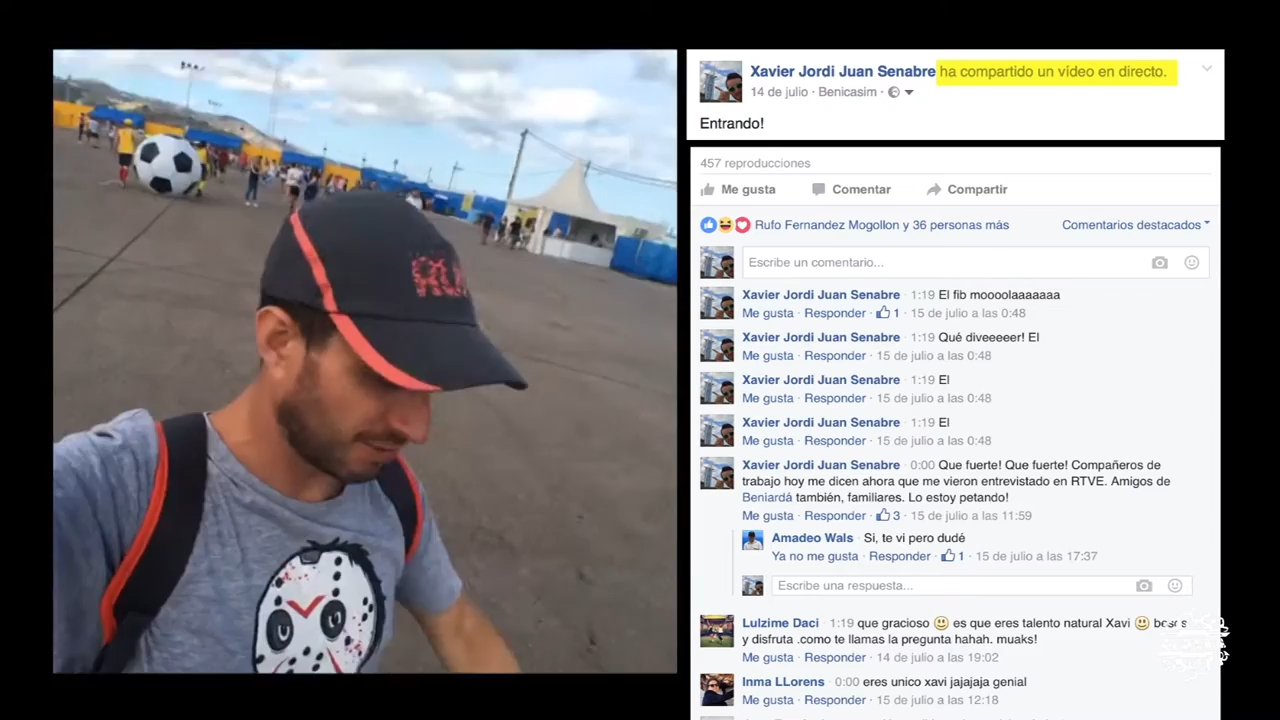 RU
Xavier Jordi Juan Senabre ha compartido un vídeo en directo.
14 de julio · Benicasim ·
Entrando!
457 reproducciones
Me gusta Comentar Compartir
Rufo Fernandez Mogollon y 36 personas más Comentarios destacados
Escribe un comentario...
Xavier Jordi Juan Senabre · 1:19 El fib moooolaaaaaaa
Me gusta · Responder · 1 · 15 de julio a las 0:48
Xavier Jordi Juan Senabre · 1:19 Qué diveeeeer! El
Me gusta · Responder · 15 de julio a las 0:48
Xavier Jordi Juan Senabre · 1:19 El
Me gusta · Responder · 15 de julio a las 0:48
Xavier Jordi Juan Senabre · 1:19 El
Me gusta · Responder · 15 de julio a las 0:48
Xavier Jordi Juan Senabre · 0:00 Que fuerte! Que fuerte! Compañeros de
trabajo hoy me dicen ahora que me vieron entrevistado en RTVE. Amigos de
Beniardá también, familiares. Lo estoy petando!
Me gusta · Responder · 3 · 15 de julio a las 11:59
Amadeo Wals Si, te vi pero dudé
Ya no me gusta · Responder · 1 · 15 de julio a las 17:37
Escribe una respuesta...
Lulzime Daci · 1:19 que gracioso 😃 es que eres talento natural Xavi 😃 besos
y disfruta .como te llamas la pregunta hahah. muaks!
Me gusta · Responder · 14 de julio a las 19:02
Inma LLorens · 0:00 eres unico xavi jajajaja genial
Me gusta · Responder · 15 de julio a las 12:18